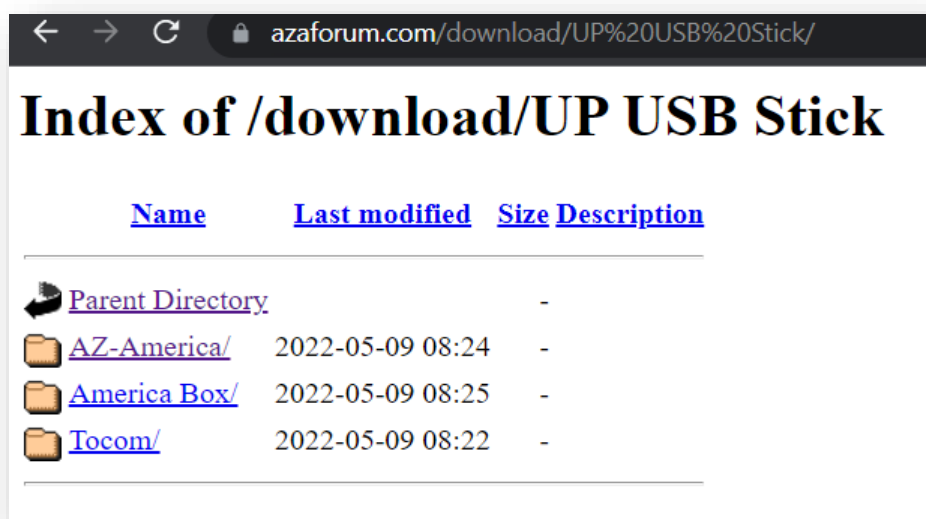 azaforum.com/download/UP%20USB%20Stick/
Index of /download/UP USB Stick
Name Last modified Size Description
Parent Directory -
AZ-America/ 2022-05-09 08:24 -
America Box/ 2022-05-09 08:25 -
Tocom/ 2022-05-09 08:22 -